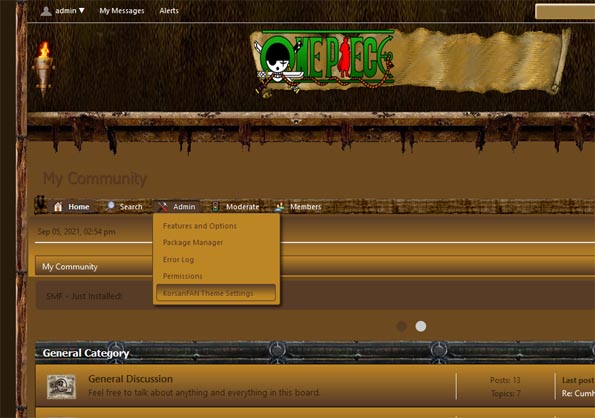 admin ▼ My Messages Alerts
ONE PIECE
My Community
Home Search Admin Moderate Members
Features and Options
Sep 05, 2021, 02:54 pm
Package Manager
Error Log
My Community
Permissions
SMF - Just Installed!
KorsanFAN Theme Settings
General Category
General Discussion
Posts: 13
Last post
Feel free to talk about anything and everything in this board.
Topics: 7
Re: Cumh